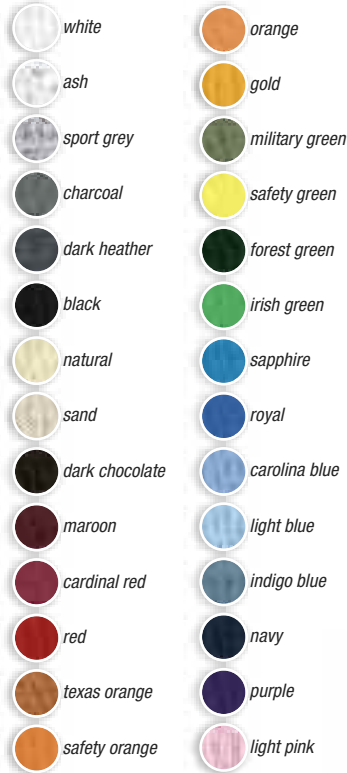 white
ash
sport grey
charcoal
dark heather
black
natural
sand
dark chocolate
maroon
cardinal red
red
texas orange
safety orange
orange
gold
military green
safety green
forest green
irish green
sapphire
royal
carolina blue
light blue
indigo blue
navy
purple
light pink